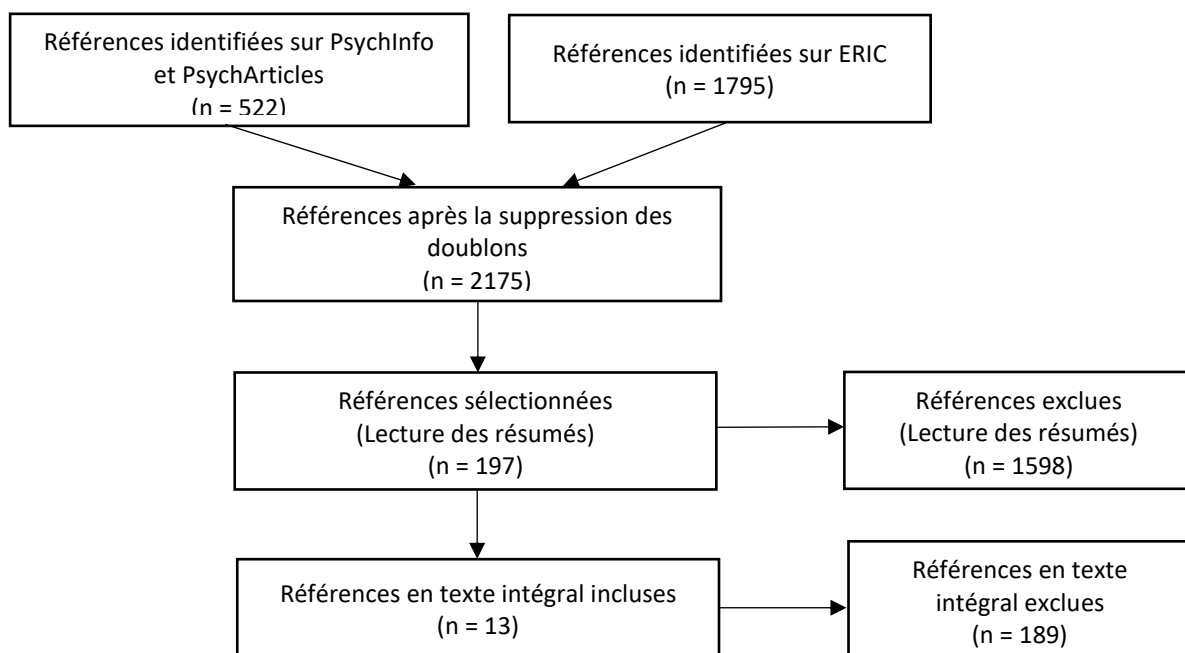 Références identifiées sur PsychInfo
et PsychArticles
(n = 522)
Références identifiées sur ERIC
(n = 1795)
Références après la suppression des
doublons
(n = 2175)
Références sélectionnées
(Lecture des résumés)
(n = 197)
Références exclues
(Lecture des résumés)
(n = 1598)
Références en texte intégral incluses
(n = 13)
Références en texte
intégral exclues
(n = 189)